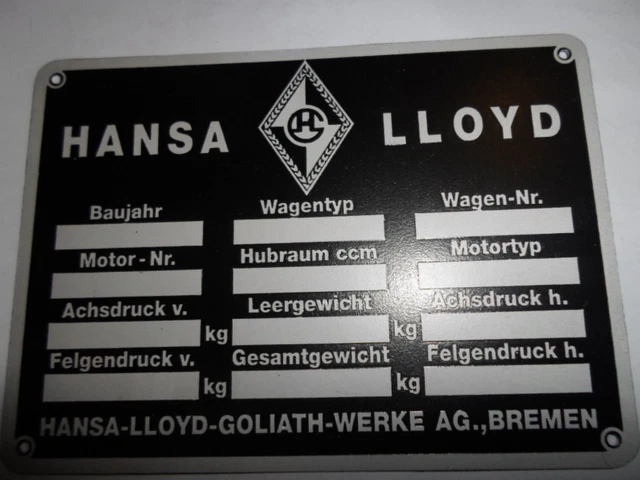 HANSA LLOYD
Baujahr Wagentyp Wagen-Nr.
Motor-Nr. Hubraum ccm Motortyp
Achsdruck v. Leergewicht Achsdruck h.
kg kg
Felgendruck v. Gesamtgewicht Felgendruck h.
kg kg
HANSA-LLOYD-GOLIATH-WERKE AG.,BREMEN